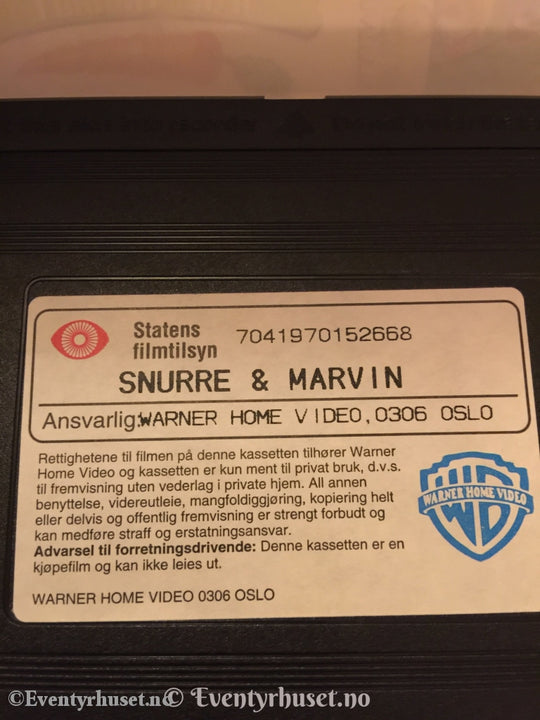 Statens
filmtilsyn
7041970152668
SNURRE & MARVIN
Ansvarlig: WARNER HOME VIDEO, 0306 OSLO
Rettighetene til filmen på denne kassetten tilhører Warner
Home Video og kassetten er kun ment til privat bruk, d.v.s.
til fremvisning uten vederlag i private hjem. All annen
benyttelse, videreutleie, mangfoldiggjøring, kopiering helt
eller delvis og offentlig fremvisning er strengt forbudt og
kan medføre straff og erstatningsansvar.
Advarsel til forretningsdrivende: Denne kassetten er en
kjøpefilm og kan ikke leies ut.
WARNER HOME VIDEO 0306 OSLO
WARNER HOME VIDEO
©Eventyrhuset.no
© Eventyrhuset.no